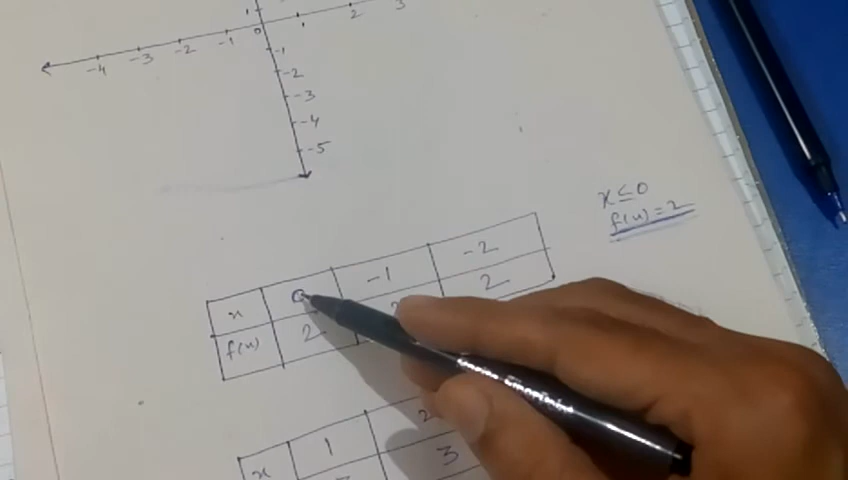 1
-4 -3 -2 -1 0 1 2 3
-1
-2
-3
-4
-5
x ≤ 0
f(x) = 2
x 0 -1 -2
f(x) 2 2
x 1 2
3